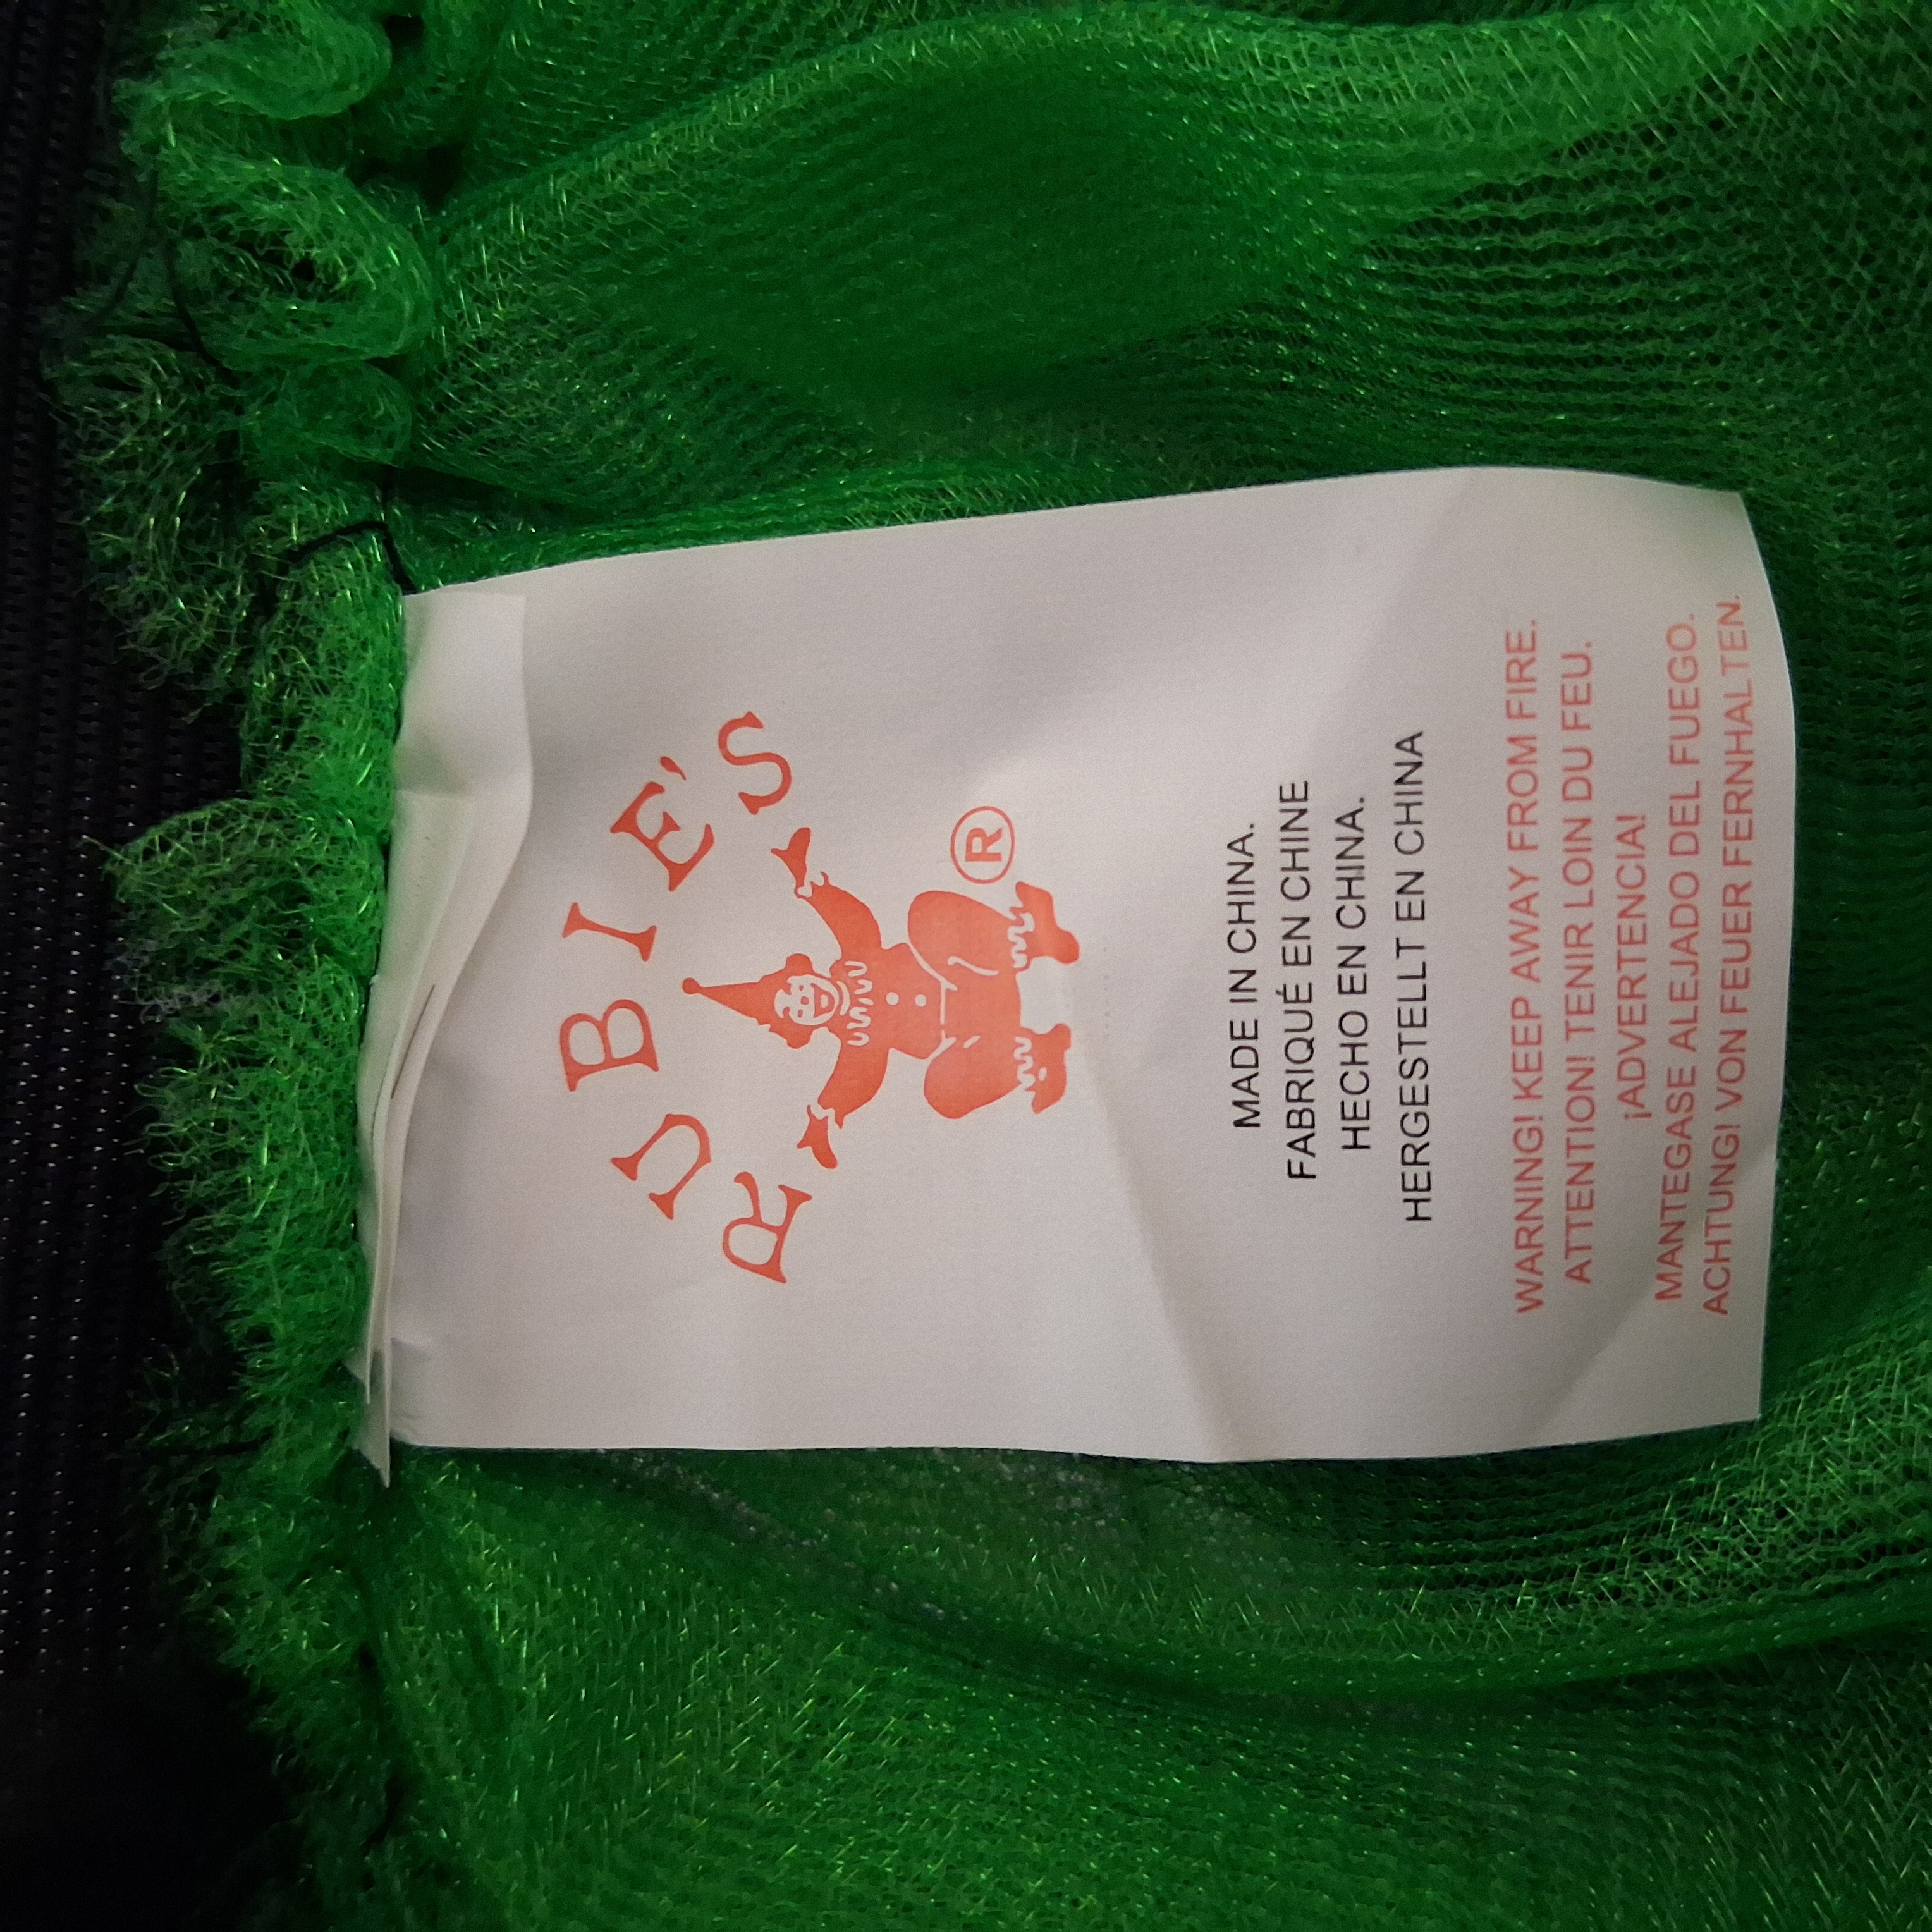 RUBIE'S
®
MADE IN CHINA.
FABRIQUÉ EN CHINE
HECHO EN CHINA.
HERGESTELLT EN CHINA
WARNING! KEEP AWAY FROM FIRE.
ATTENTION! TENIR LOIN DU FEU.
¡ADVERTENCIA!
MANTEGASE ALEJADO DEL FUEGO.
ACHTUNG! VON FEUER FERNHALTEN.